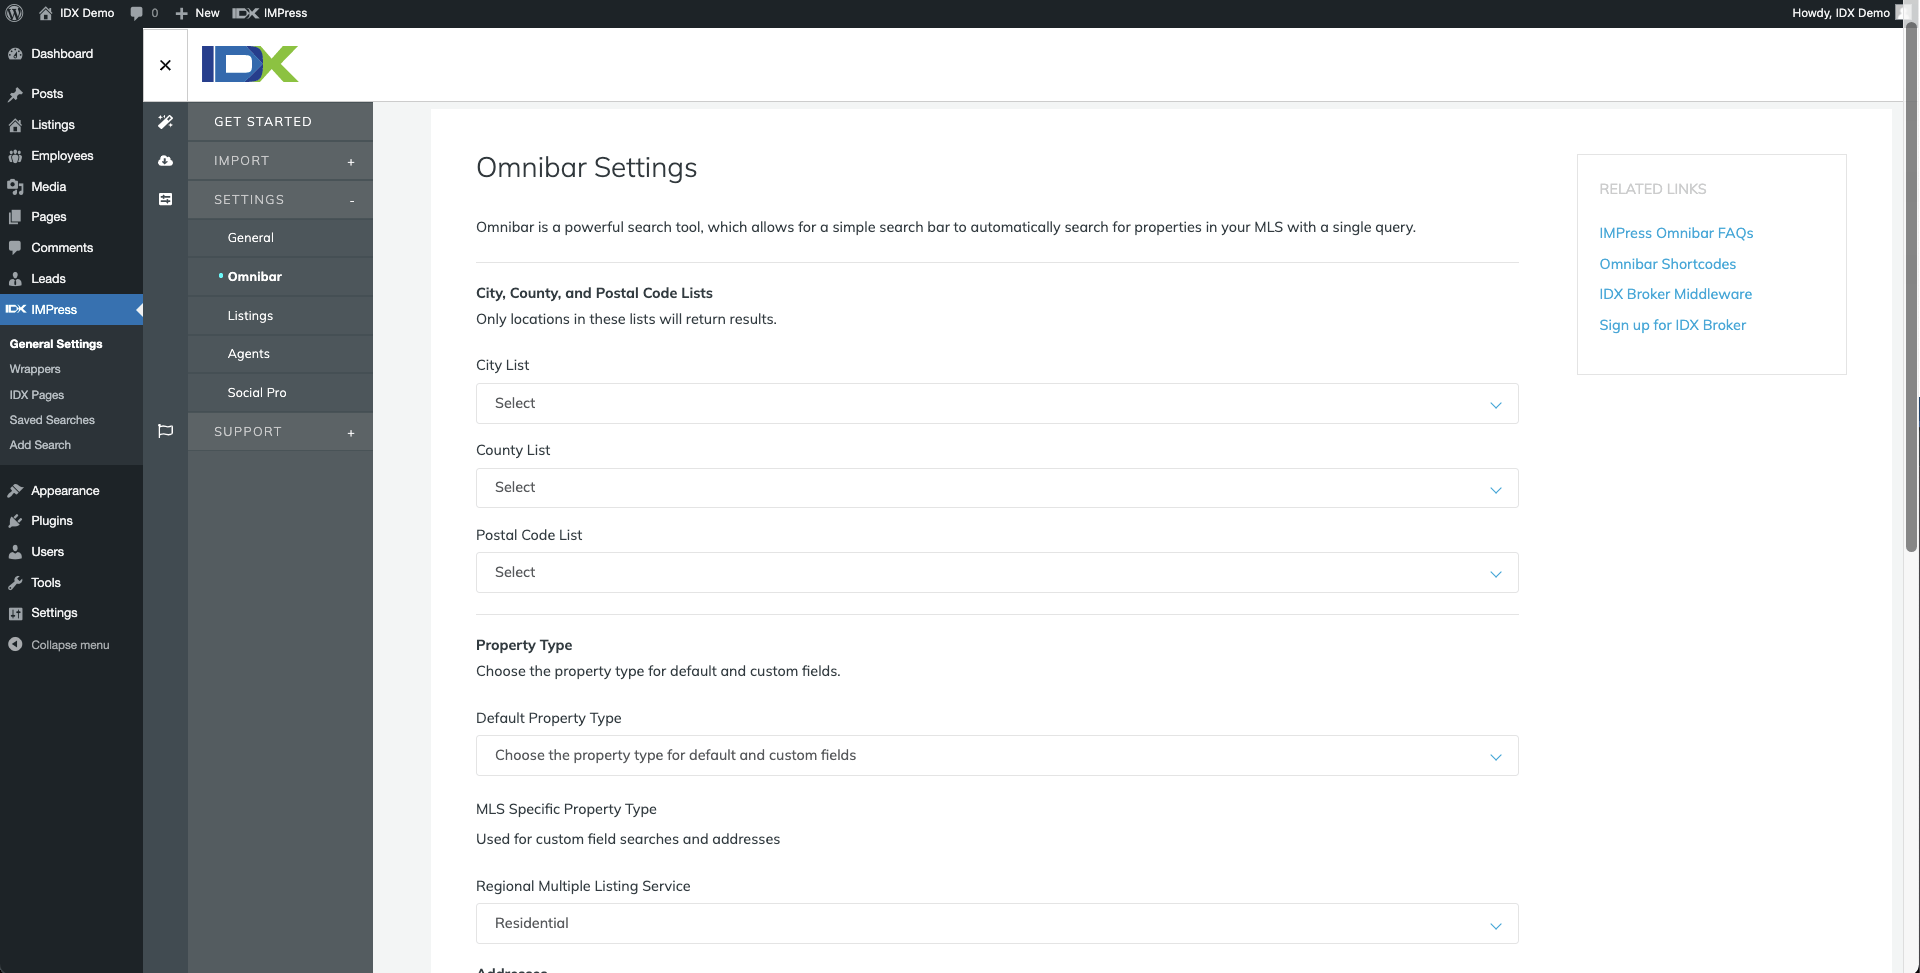 IDX Demo
0
New
IDX IMPress
Howdy, IDX Demo
Dashboard
Posts
Listings
Employees
Media
Pages
Comments
Leads
IDX IMPress
General Settings
Wrappers
IDX Pages
Saved Searches
Add Search
Appearance
Plugins
Users
Tools
Settings
Collapse menu
IDX
GET STARTED
IMPORT +
SETTINGS -
General
Omnibar
Listings
Agents
Social Pro
SUPPORT +
Omnibar Settings
Omnibar is a powerful search tool, which allows for a simple search bar to automatically search for properties in your MLS with a single query.
City, County, and Postal Code Lists
Only locations in these lists will return results.
City List
Select
County List
Select
Postal Code List
Select
Property Type
Choose the property type for default and custom fields.
Default Property Type
Choose the property type for default and custom fields
MLS Specific Property Type
Used for custom field searches and addresses
Regional Multiple Listing Service
Residential
Addresses
RELATED LINKS
IMPress Omnibar FAQs
Omnibar Shortcodes
IDX Broker Middleware
Sign up for IDX Broker